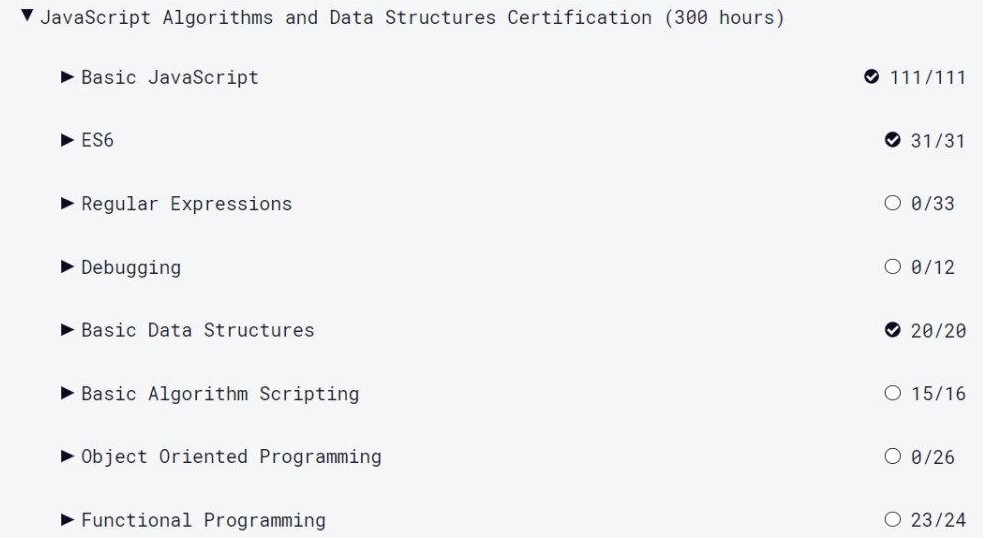 ▼ JavaScript Algorithms and Data Structures Certification (300 hours)
▶ Basic JavaScript 111/111
▶ ES6 31/31
▶ Regular Expressions 0/33
▶ Debugging 0/12
▶ Basic Data Structures 20/20
▶ Basic Algorithm Scripting 15/16
▶ Object Oriented Programming 0/26
▶ Functional Programming 23/24